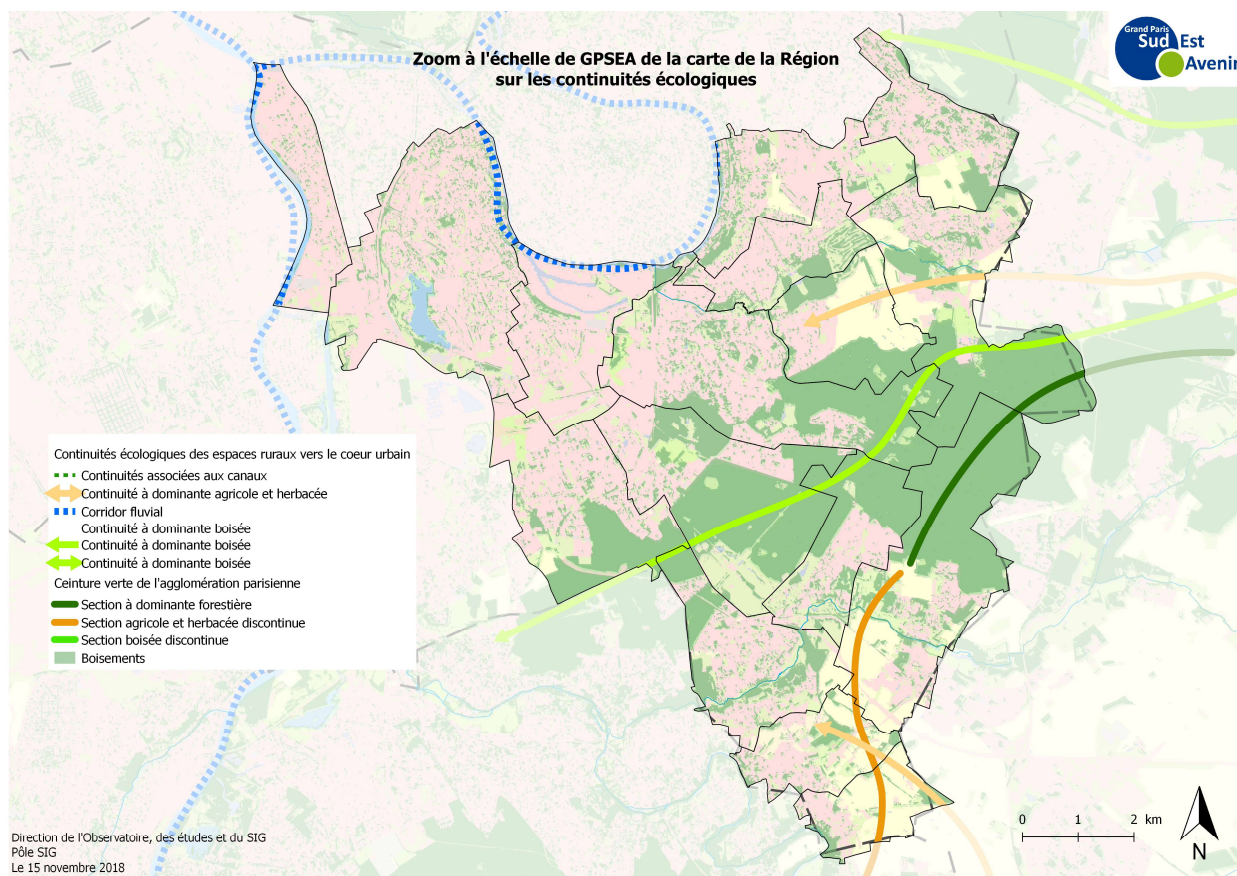 Zoom à l'échelle de GPSEA de la carte de la Région
sur les continuités écologiques
Grand Paris
Sud Est
Avenir
Continuités écologiques des espaces ruraux vers le coeur urbain
Continuités associées aux canaux
Continuité à dominante agricole et herbacée
Corridor fluvial
Continuité à dominante boisée
Continuité à dominante boisée
Continuité à dominante boisée
Ceinture verte de l'agglomération parisienne
Section à dominante forestière
Section agricole et herbacée discontinue
Section boisée discontinue
Boisements
Direction de l'Observatoire, des études et du SIG
Pôle SIG
Le 15 novembre 2018
0 1 2 km
N